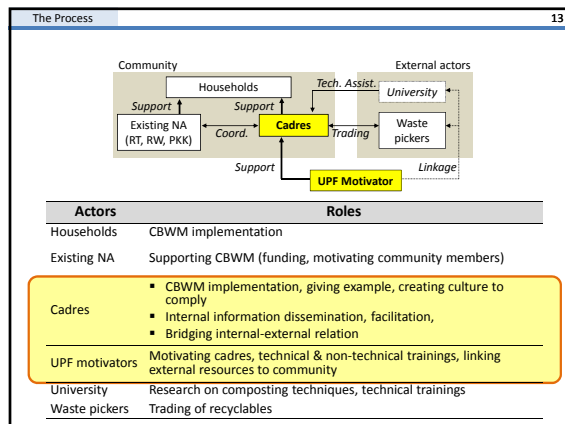 The Process
13
Community
External actors
Households
Tech. Assist.
University
Support
Support
Existing NA
(RT, RW, PKK)
Coord.
Cadres
Trading
Waste
pickers
Support
Linkage
UPF Motivator
Actors
Roles
Households
CBWM implementation
Existing NA
Supporting CBWM (funding, motivating community members)
Cadres
▪ CBWM implementation, giving example, creating culture to
comply
▪ Internal information dissemination, facilitation,
▪ Bridging internal-external relation
UPF motivators
Motivating cadres, technical & non-technical trainings, linking
external resources to community
University
Research on composting techniques, technical trainings
Waste pickers
Trading of recyclables